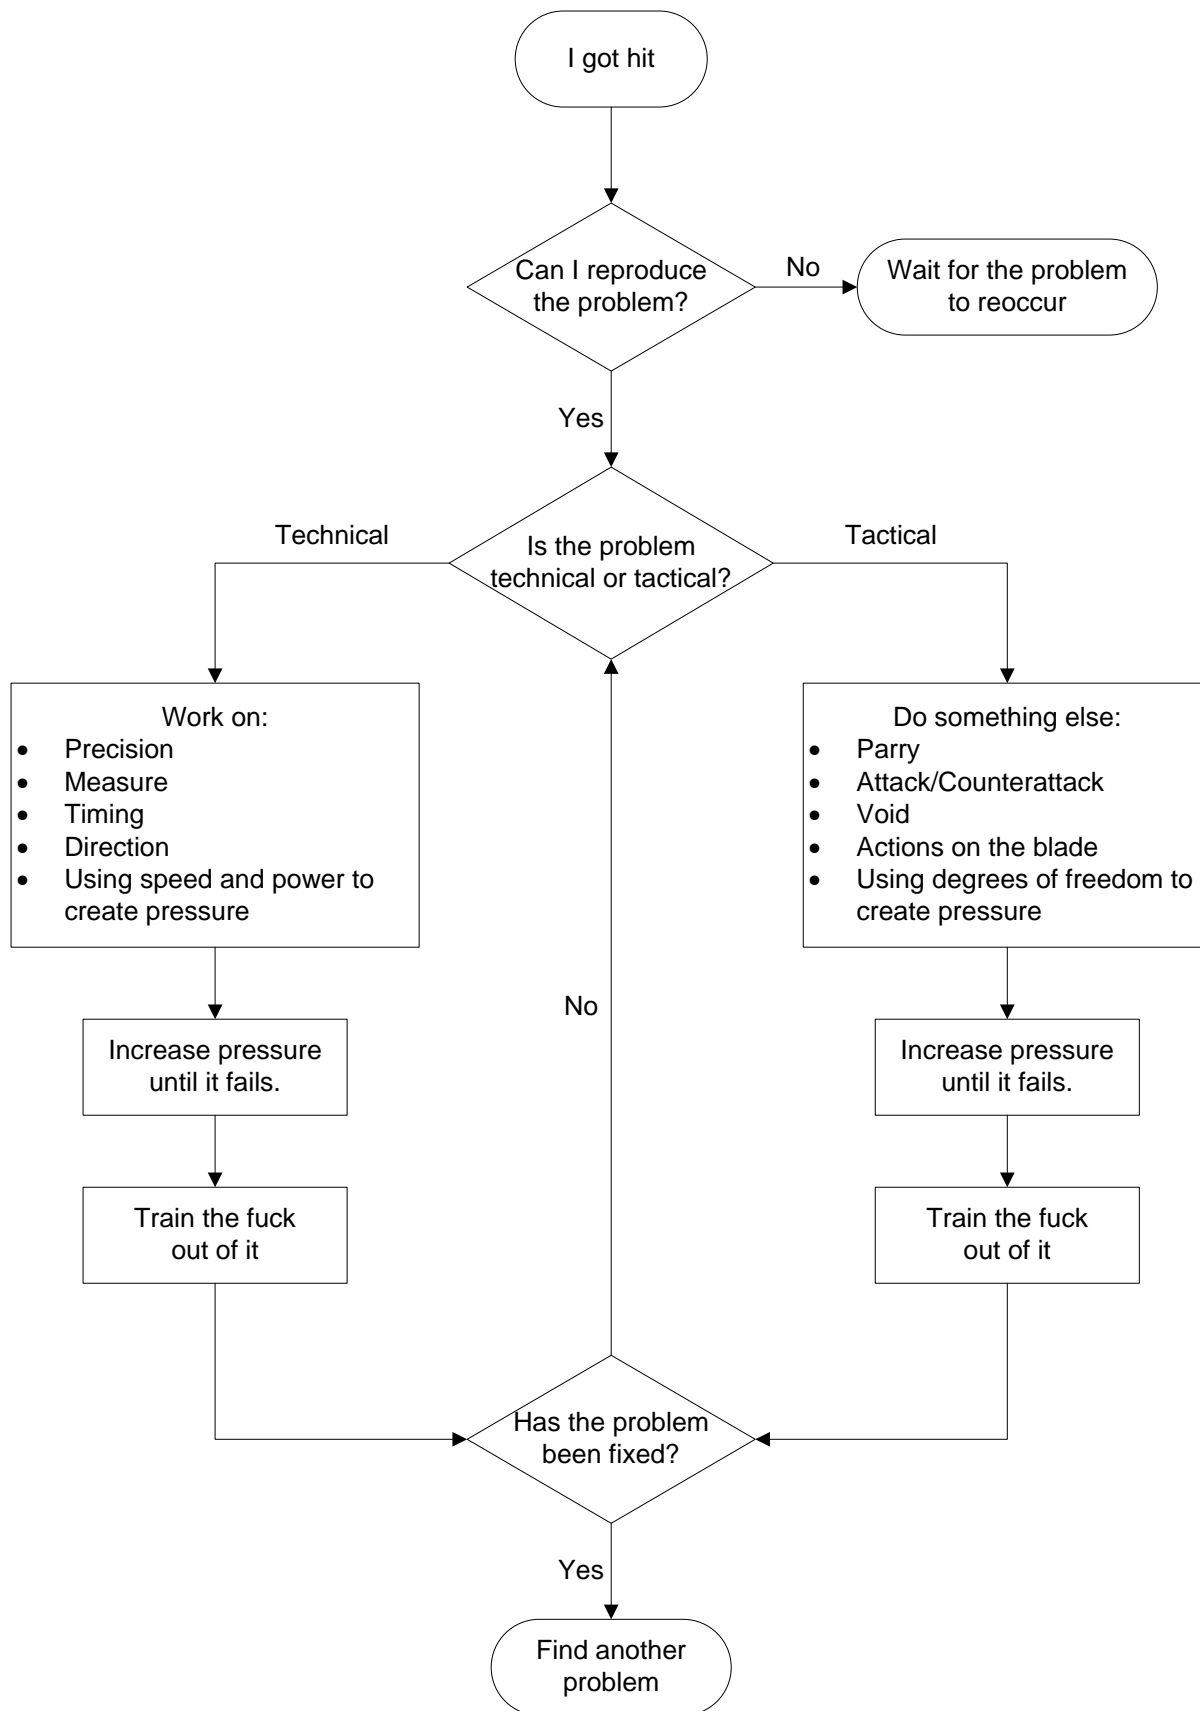 I got hit
Can I reproduce
the problem?
No
Wait for the problem
to reoccur
Yes
Is the problem
technical or tactical?
Technical
Tactical
Work on:
• Precision
• Measure
• Timing
• Direction
• Using speed and power to
create pressure
Do something else:
• Parry
• Attack/Counterattack
• Void
• Actions on the blade
• Using degrees of freedom to
create pressure
No
Increase pressure
until it fails.
Increase pressure
until it fails.
Train the fuck
out of it
Train the fuck
out of it
Has the problem
been fixed?
Yes
Find another
problem